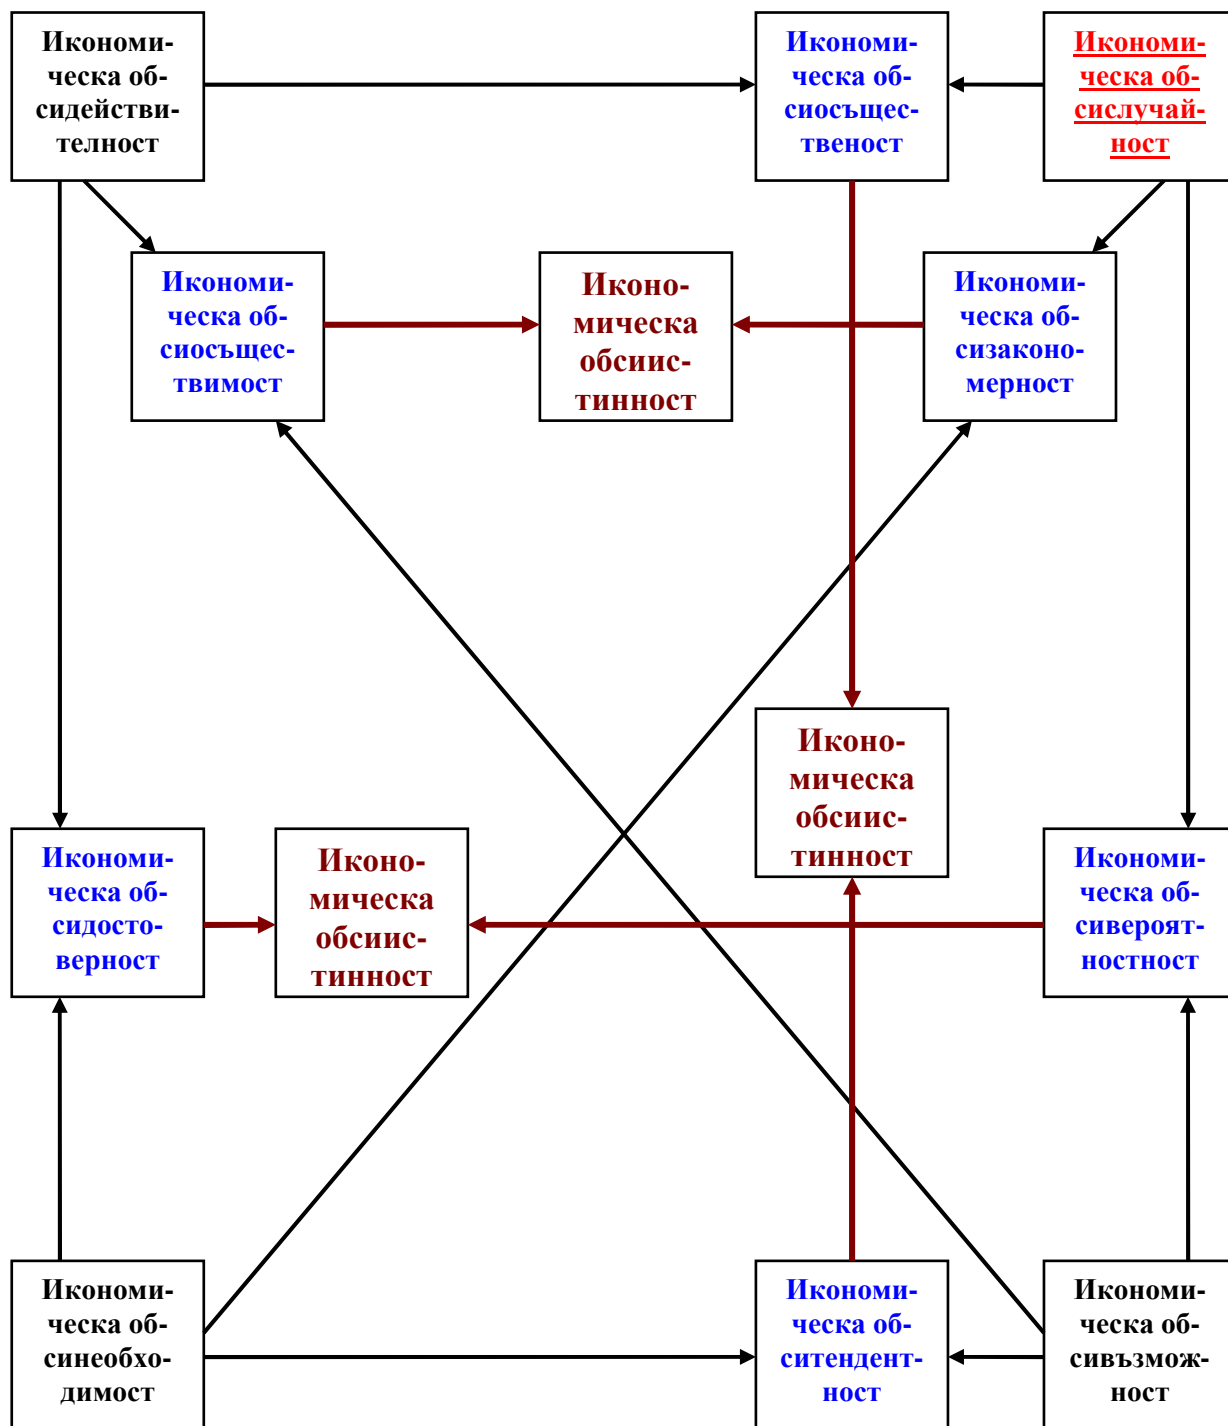 Икономи-
ческа об-
сидействи-
телност
Икономи-
ческа об-
сиосъщес-
твеност
Икономи-
ческа об-
сислучай-
ност
Икономи-
ческа об-
сиосъщес-
твимост
Иконо-
мическа
обсиис-
тинност
Икономи-
ческа об-
сизаконо-
мерност
Иконо-
мическа
обсиис-
тинност
Икономи-
ческа об-
сидосто-
верност
Иконо-
мическа
обсиис-
тинност
Икономи-
ческа об-
сивероят-
ностност
Икономи-
ческа об-
синеобхо-
димост
Икономи-
ческа об-
ситендент-
ност
Икономи-
ческа об-
сивъзмож-
ност